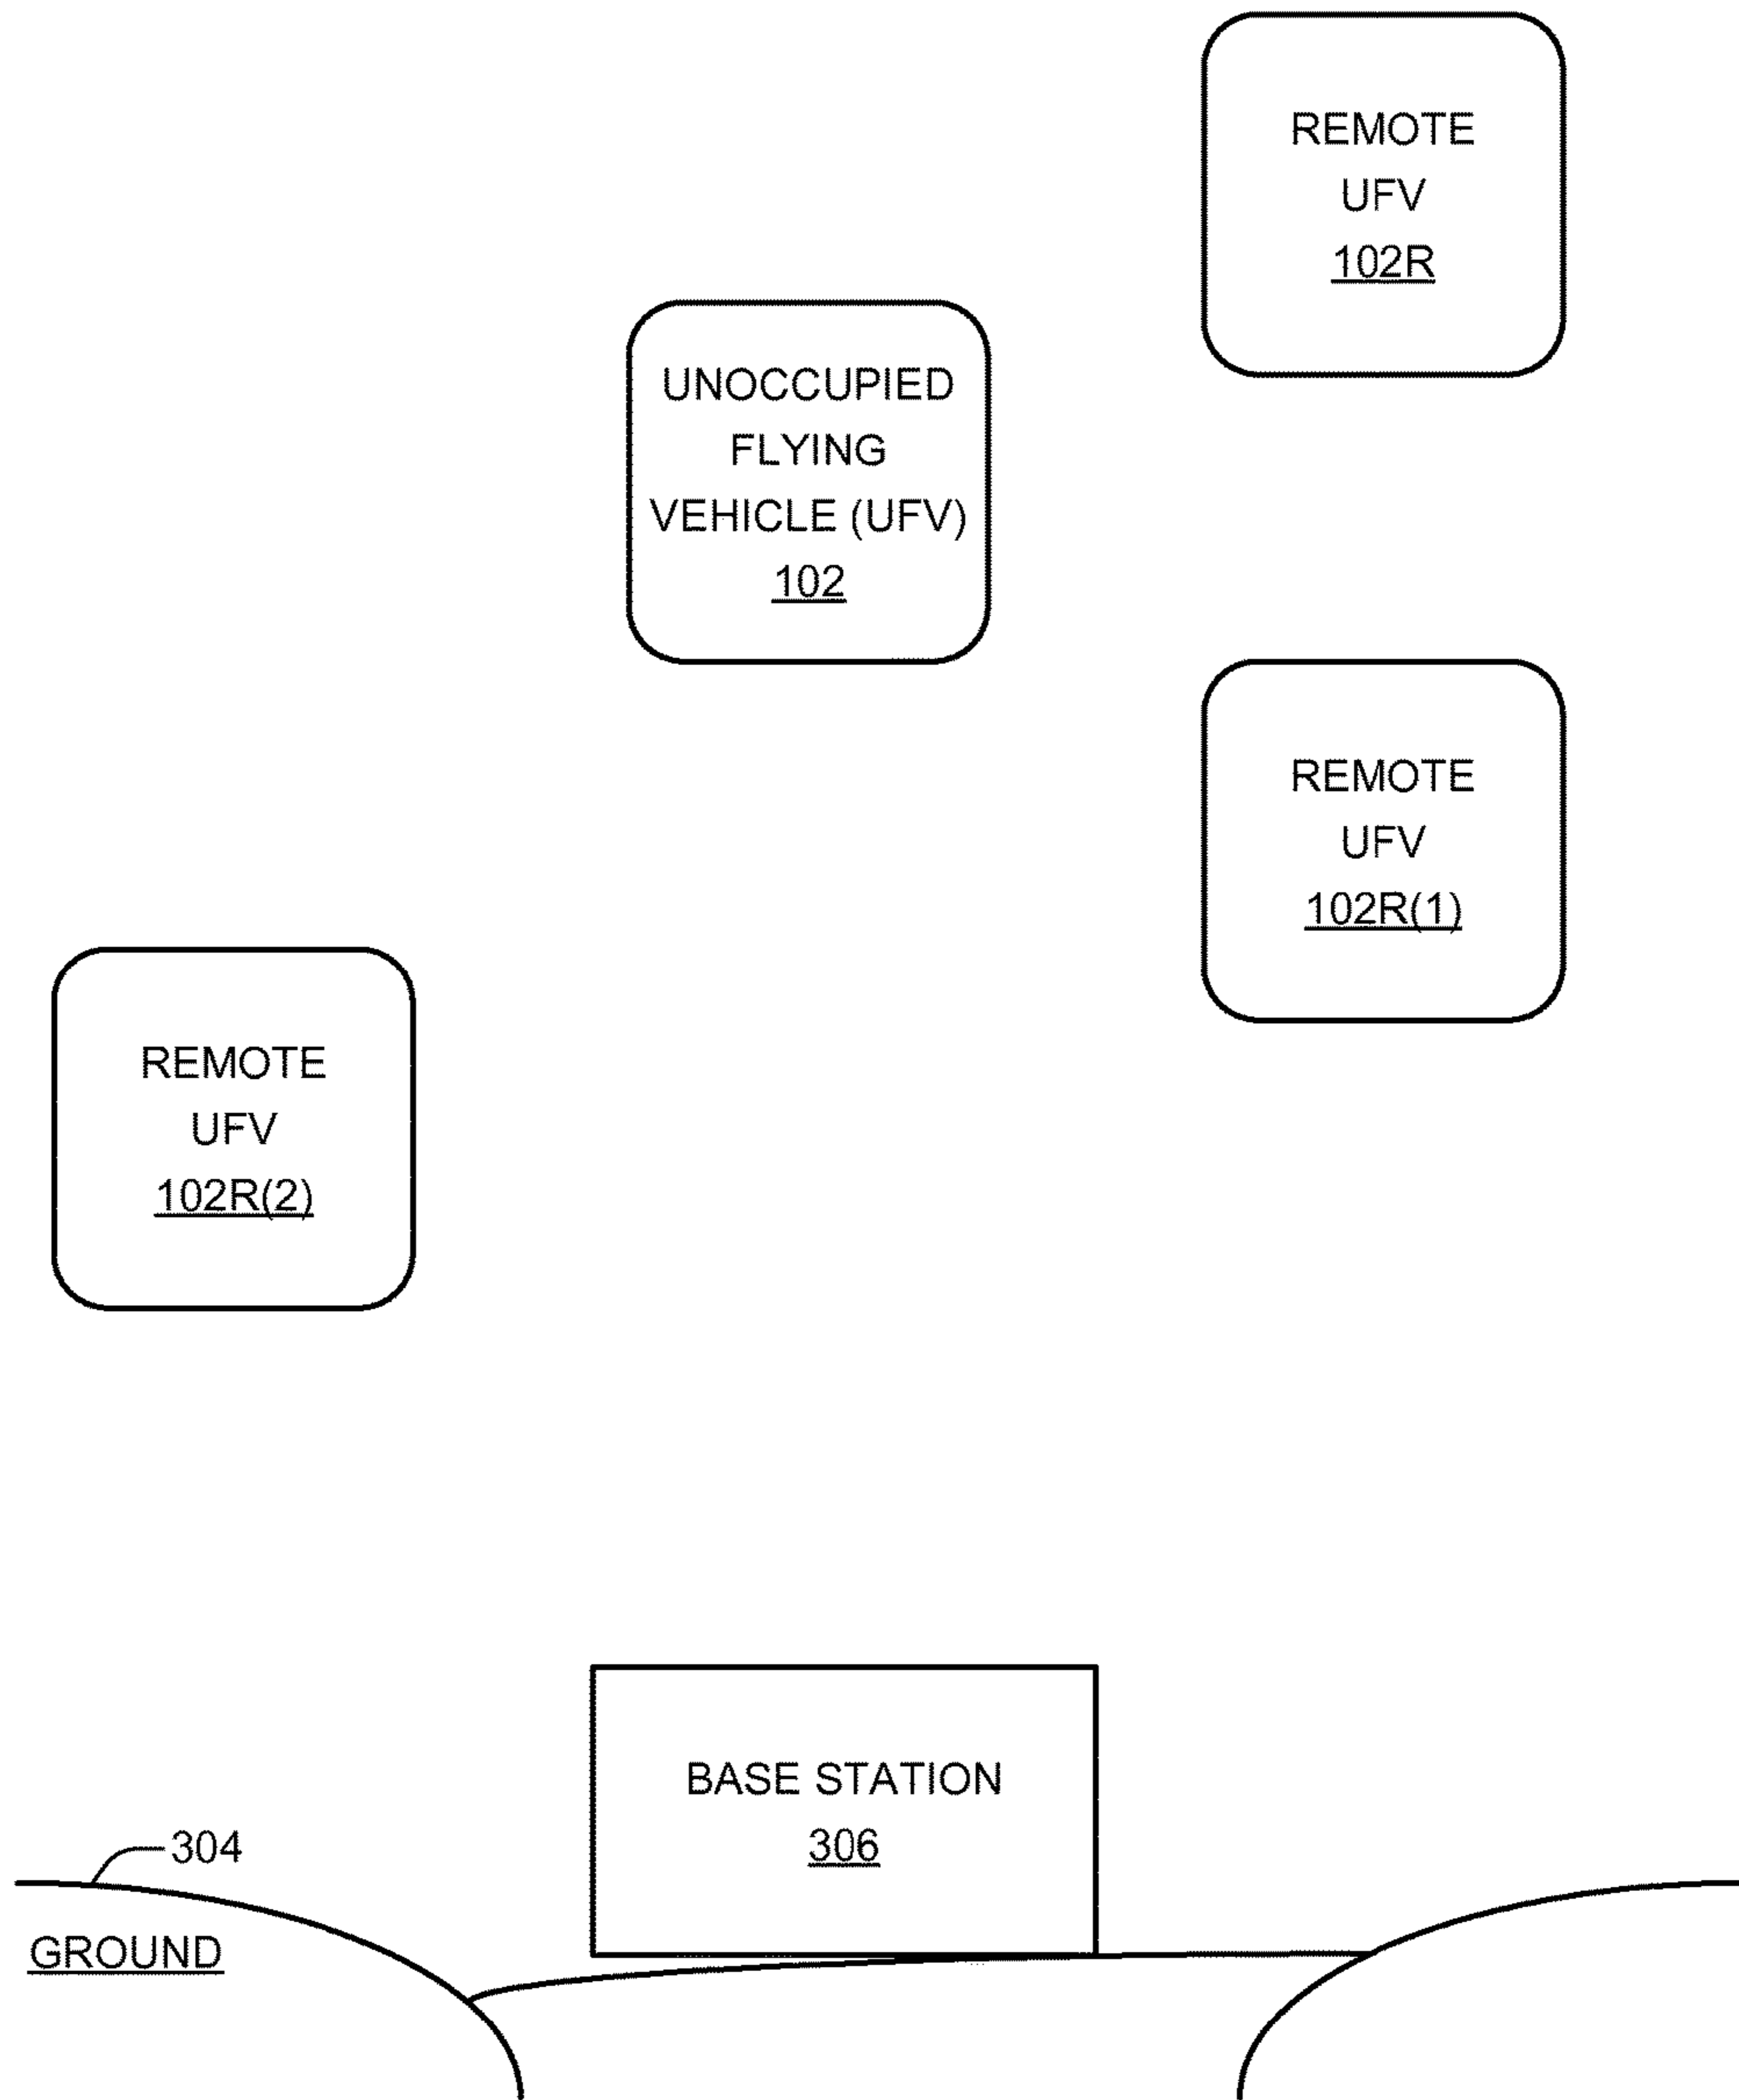 REMOTE
UFV
102R
UNOCCUPIED
FLYING
VEHICLE (UFV)
102
REMOTE
UFV
102R(1)
REMOTE
UFV
102R(2)
BASE STATION
306
304
GROUND